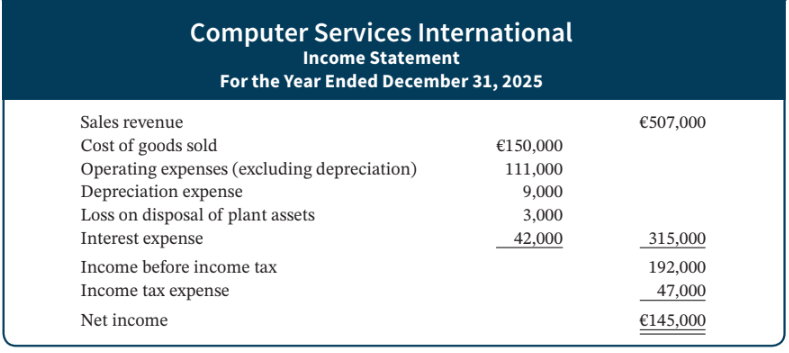 Computer Services International
Income Statement
For the Year Ended December 31, 2025
Sales revenue €507,000
Cost of goods sold €150,000
Operating expenses (excluding depreciation) 111,000
Depreciation expense 9,000
Loss on disposal of plant assets 3,000
Interest expense 42,000 315,000
Income before income tax 192,000
Income tax expense 47,000
Net income €145,000